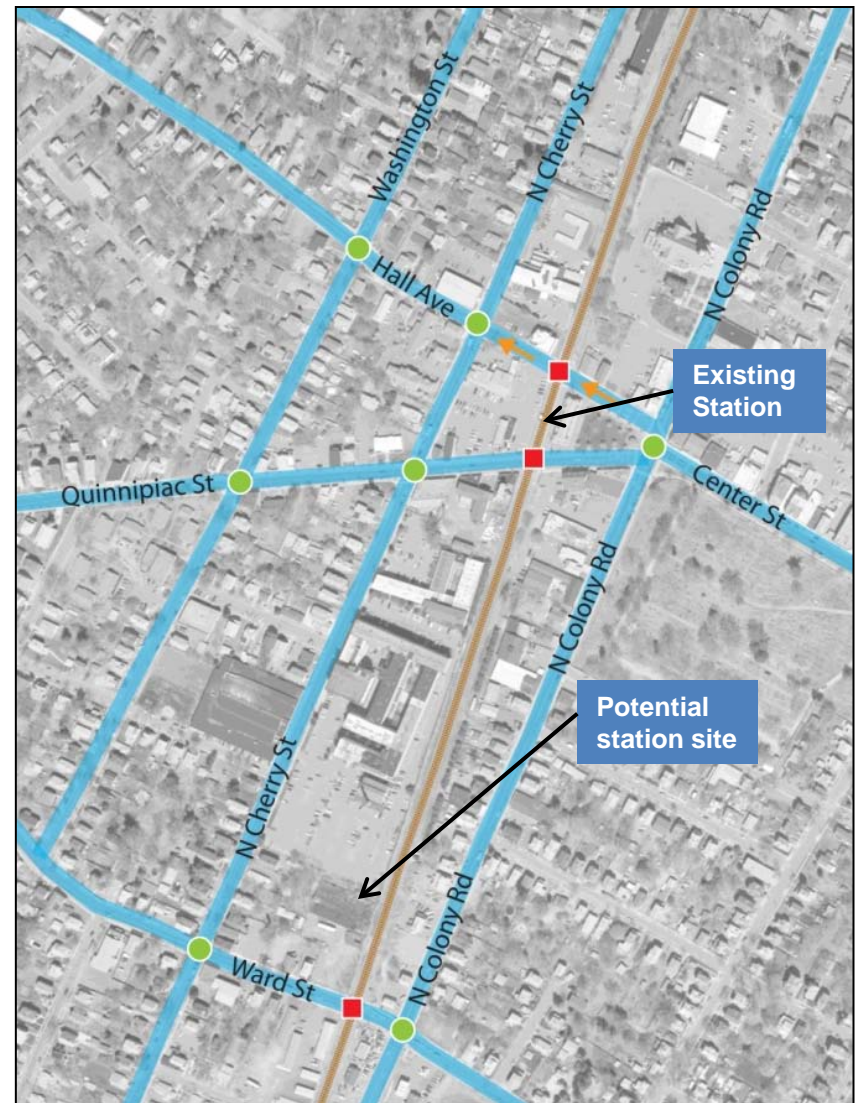 Washington St
N Cherry St
N Colony Rd
Hall Ave
Existing
Station
Quinnipiac St
Center St
N Colony Rd
Potential
station site
N Cherry St
N Colony Rd
Ward St